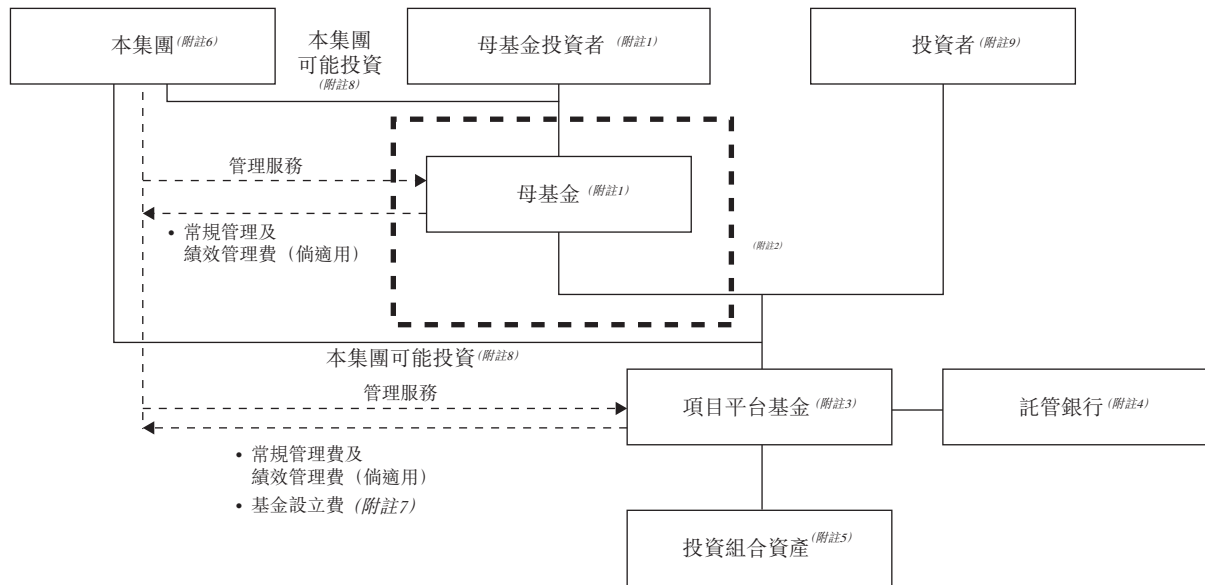 本集團(附註6)
本集團
可能投資
(附註8)
母基金投資者 (附註1)
投資者(附註9)
管理服務
母基金 (附註1)
• 常規管理及
績效管理費（倘適用）
(附註2)
本集團可能投資(附註8)
管理服務
項目平台基金(附註3)
託管銀行(附註4)
• 常規管理費及
績效管理費（倘適用）
• 基金設立費 (附註7)
投資組合資產(附註5)